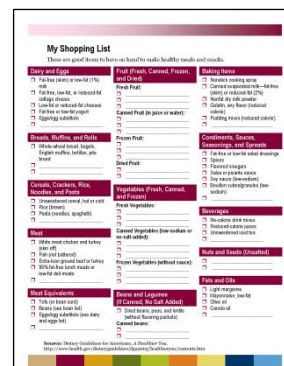 My Shopping List
These are good items to have on hand to make healthy meals and snacks.
Dairy and Eggs
Fat-free (skim) or low-fat (1%)
milk
Fat-free, low-fat, or reduced-fat
cottage cheese
Low-fat or reduced-fat cheeses
Fat-free or low-fat yogurt
Eggs/egg substitute
Breads, Muffins, and Rolls
Whole-wheat bread, bagels,
English muffins, tortillas, pita
bread
Cereals, Crackers, Rice,
Noodles, and Pasta
Unsweetened cereal, hot or cold
Rice (brown)
Pasta (noodles, spaghetti)
Meat
White meat chicken and turkey
(skin off)
Fish (not battered)
Extra-lean ground beef or turkey
95% fat-free lunch meats or
low-fat deli meats
Meat Equivalents
Tofu (or bean curd)
Beans (see bean list)
Eggs/egg substitute (see dairy
and eggs list)
Fruit (Fresh, Canned, Frozen,
and Dried)
Fresh Fruit:
Canned Fruit (in juice or water):
Frozen Fruit:
Dried Fruit:
Vegetables (Fresh, Canned,
and Frozen)
Fresh Vegetables:
Canned Vegetables (low-sodium or
no-salt-added):
Frozen Vegetables (without sauce):
Beans and Legumes
(If Canned, No Salt Added)
Dried beans, peas, and lentils
(without flavoring packets)
Canned beans:
Baking Items
Nonstick cooking spray
Canned evaporated milk—fat-free
(skim) or reduced-fat (2%)
Nonfat dry milk powder
Gelatin, any flavor (reduced
calorie)
Pudding mixes (reduced calorie)
Condiments, Sauces,
Seasonings, and Spreads
Fat-free or low-fat salad dressings
Spices
Flavored vinegars
Salsa or picante sauce
Soy sauce (low-sodium)
Bouillon cubes/granules (low-
sodium)
Beverages
No-calorie drink mixes
Reduced-calorie juices
Unsweetened iced tea
Nuts and Seeds (Unsalted)
Fats and Oils
Light margarine
Mayonnaise, low-fat
Olive oil
Canola oil
Source: Dietary Guidelines for Americans, A Healthier You.